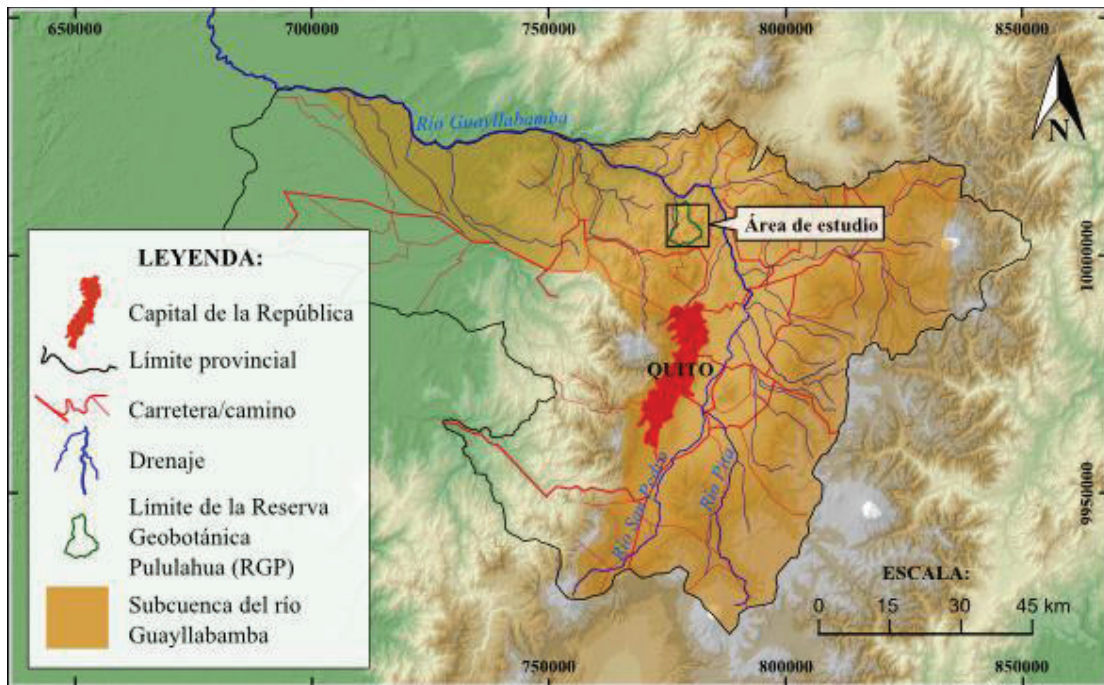 650000
700000
750000
800000
850000
Río Guayllabamba
N
Área de estudio
10000000
LEYENDA:
Capital de la República
Límite provincial
QUITO
Carretera/camino
Drenaje
Río San Pedro
Río Pita
9950000
Límite de la Reserva
Geobotánica
Pululahua (RGP)
ESCALA:
Subcuenca del río
Guayllabamba
0 15 30 45 km
750000
800000
850000